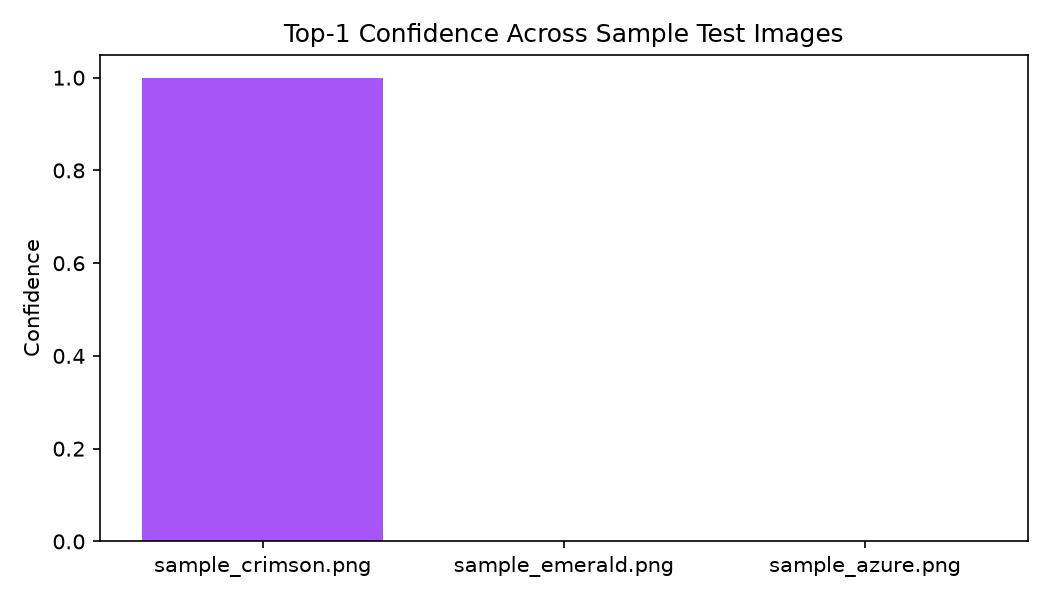 Top-1 Confidence Across Sample Test Images
1.0
0.8
0.6
0.4
0.2
0.0
Confidence
sample_crimson.png sample_emerald.png sample_azure.png